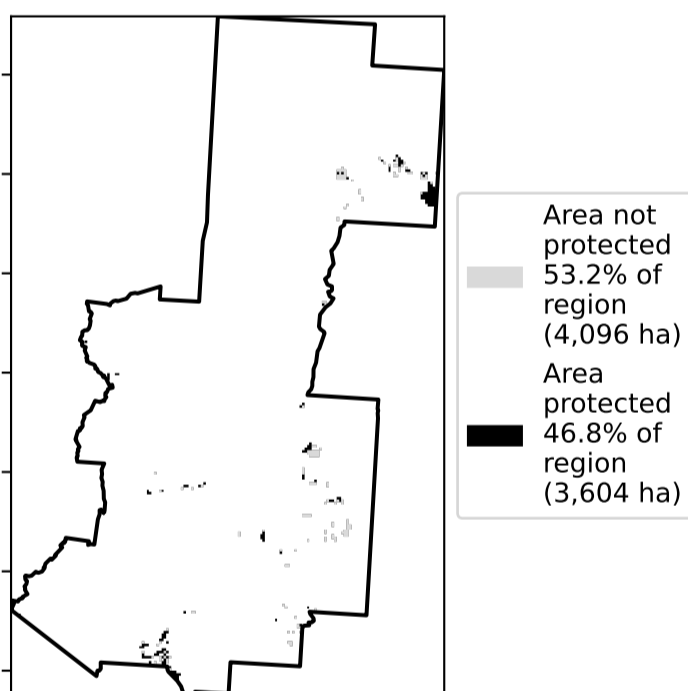 Area not
protected
53.2% of
region
(4,096 ha)
Area
protected
46.8% of
region
(3,604 ha)